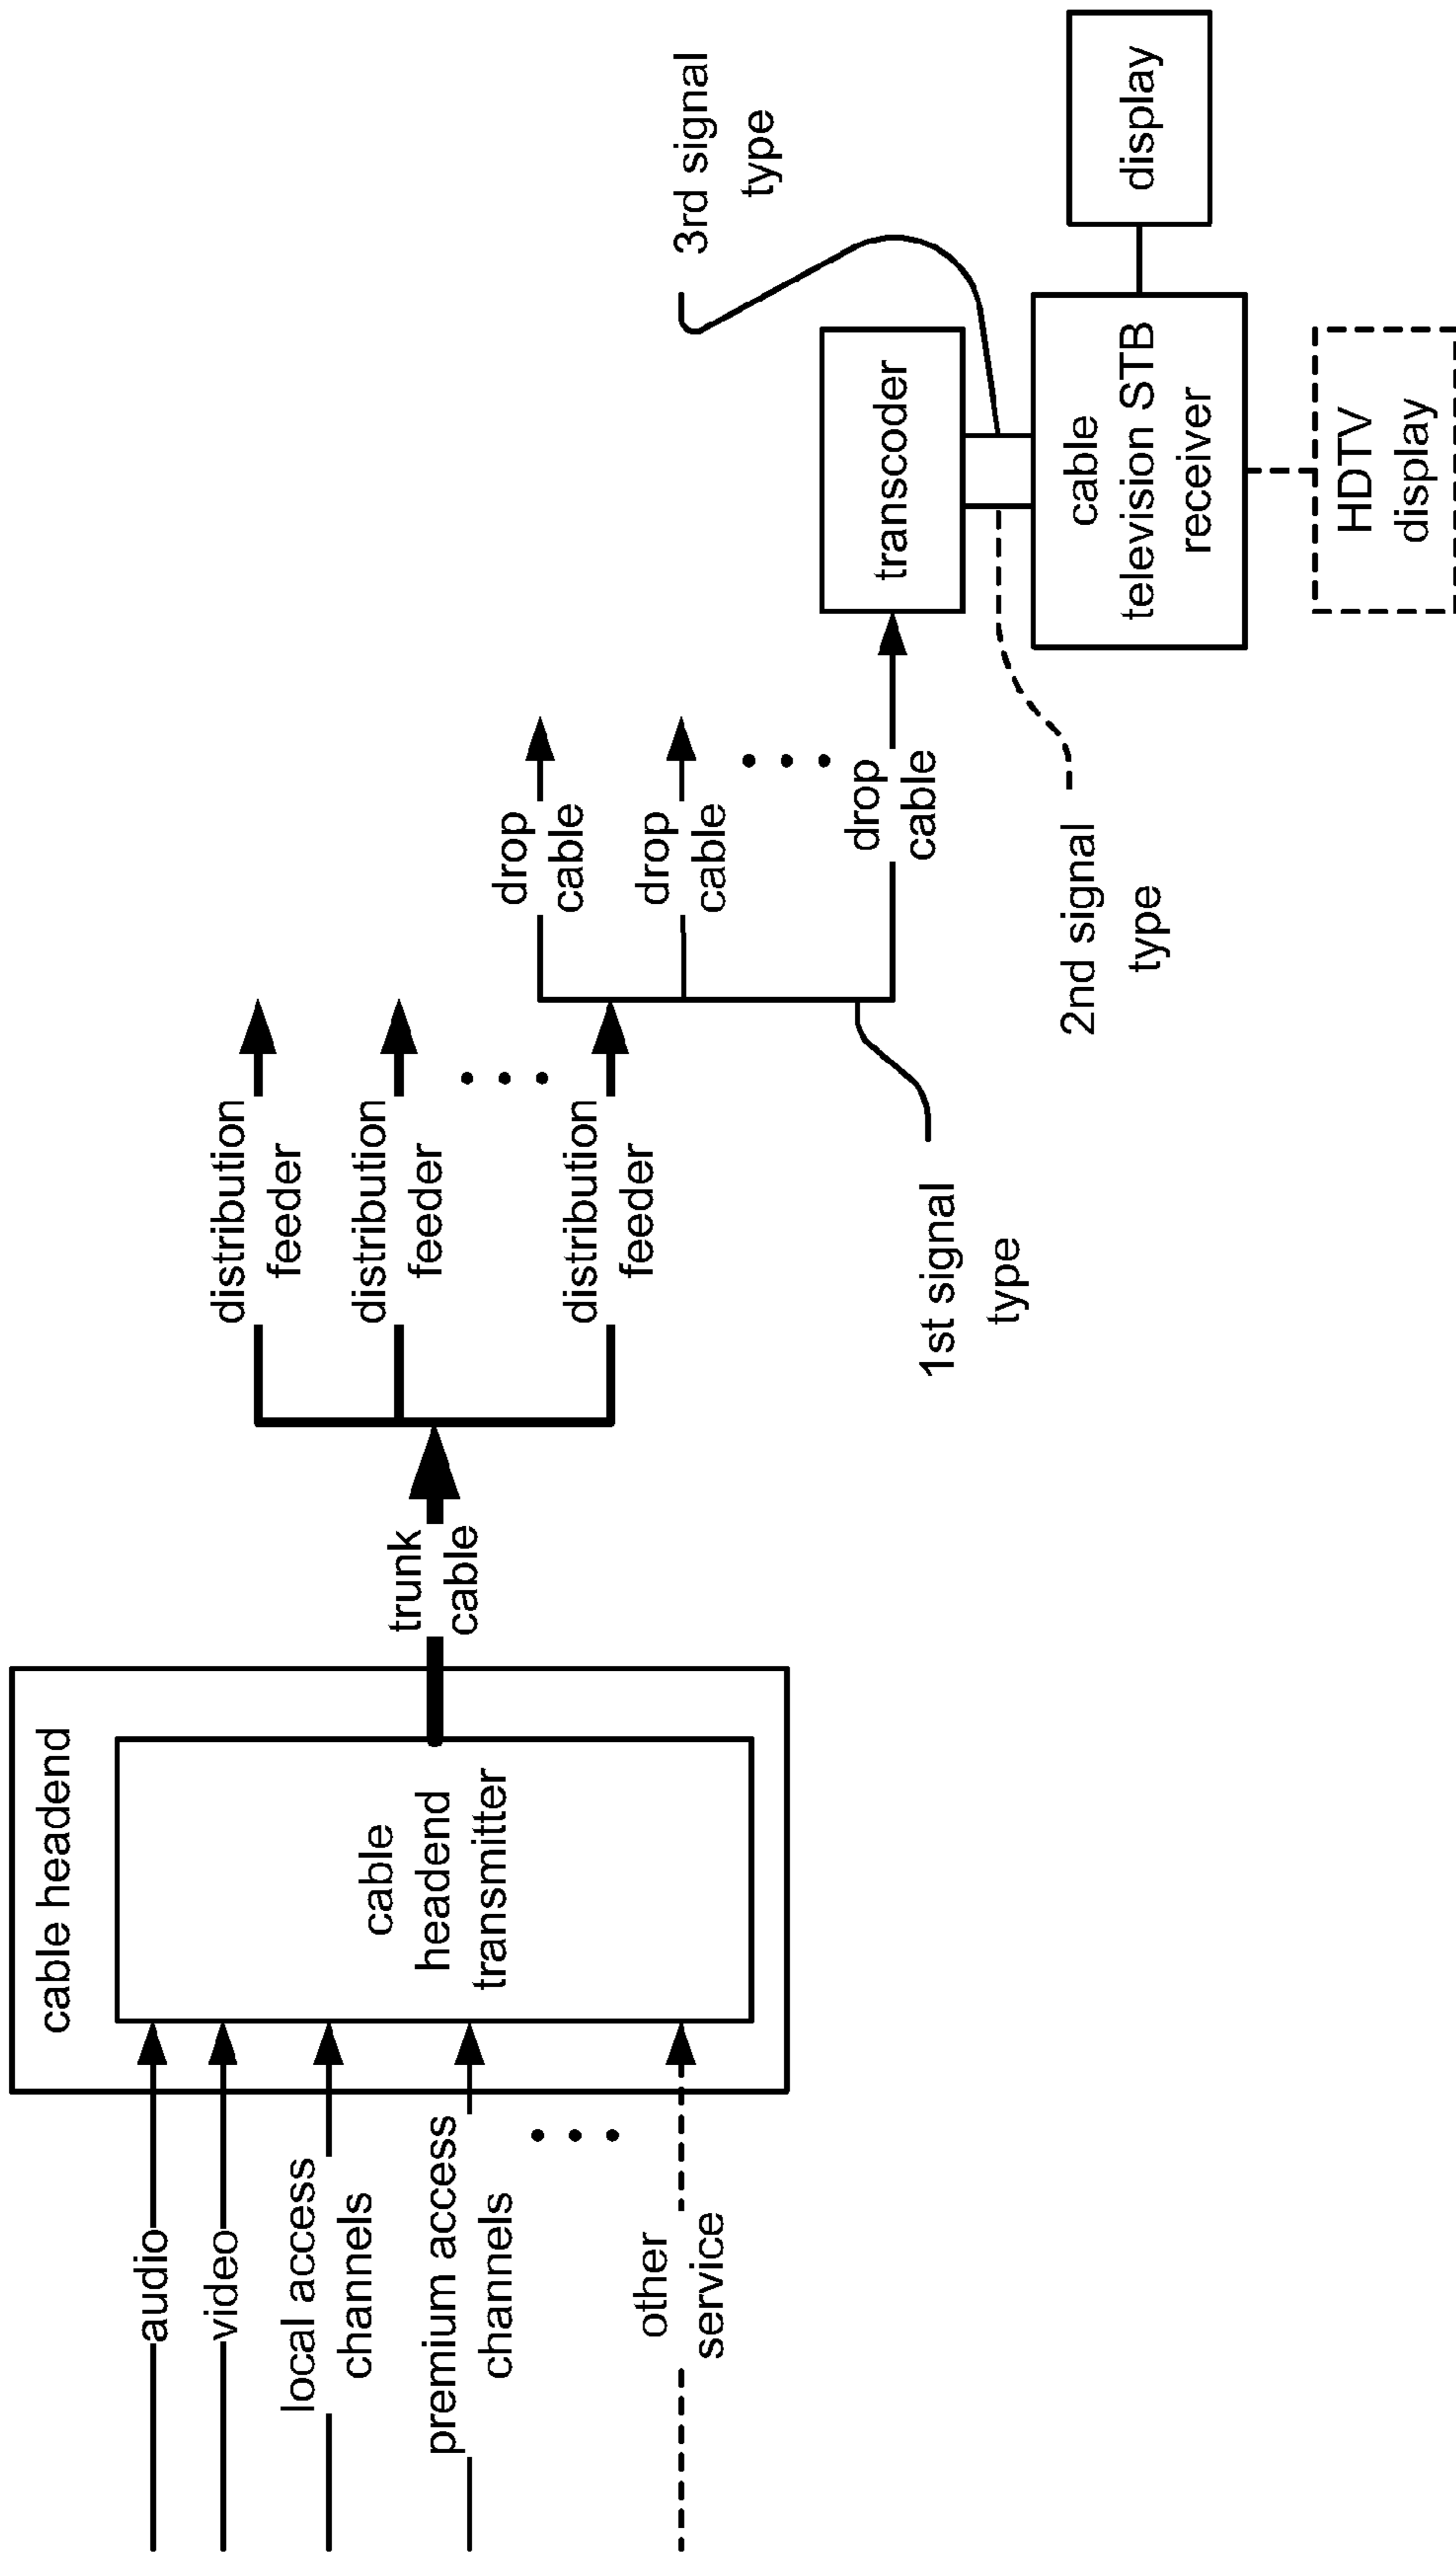 cable headend
audio
video
local access
channels
premium access
channels
other
service
cable
headend
transmitter
trunk
cable
distribution
feeder
distribution
feeder
distribution
feeder
drop
cable
drop
cable
drop
cable
1st signal
type
2nd signal
type
3rd signal
type
transcoder
cable
television STB
receiver
display
HDTV
display